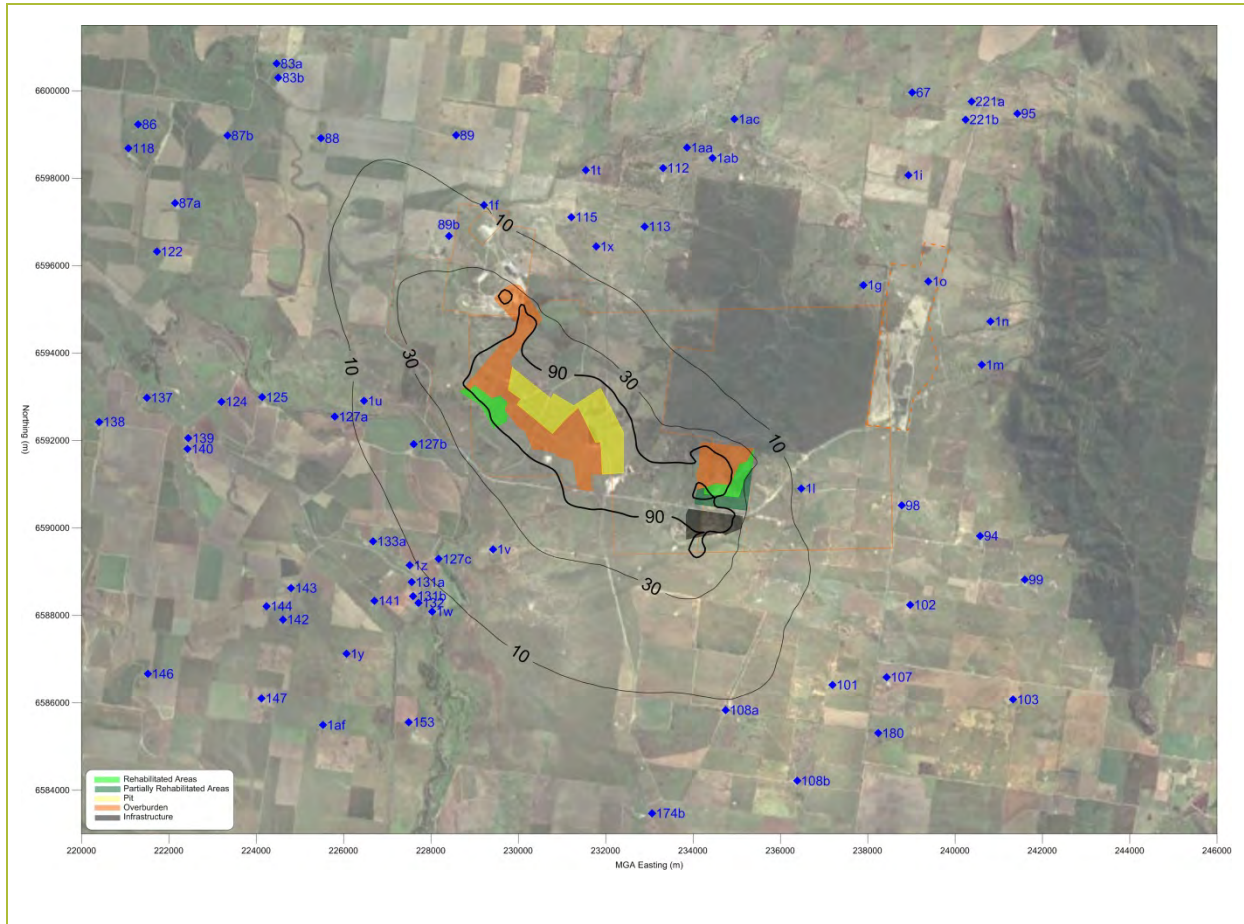 6600000
6598000
6596000
6594000
6592000
6590000
6588000
6586000
6584000
Northing (m)
83a
83b
67
221a
221b
95
86
87b
88
89
1ac
118
1aa
1ab
112
1t
1i
87a
1f
10
115
113
89b
122
1x
1g
1o
1n
30
30
10
90
1m
137
124
125
1u
127a
138
139
140
127b
10
1l
98
90
94
133a
1z
127c
1v
131a
131b
132
1w
30
143
144
142
141
99
102
1y
10
146
147
101
107
103
1af
153
108a
180
108b
174b
Rehabilitated Areas
Partially Rehabilitated Areas
Pit
Overburden
Infrastructure
220000 222000 224000 226000 228000 230000 232000 234000 236000 238000 240000 242000 244000 246000
MGA Easting (m)